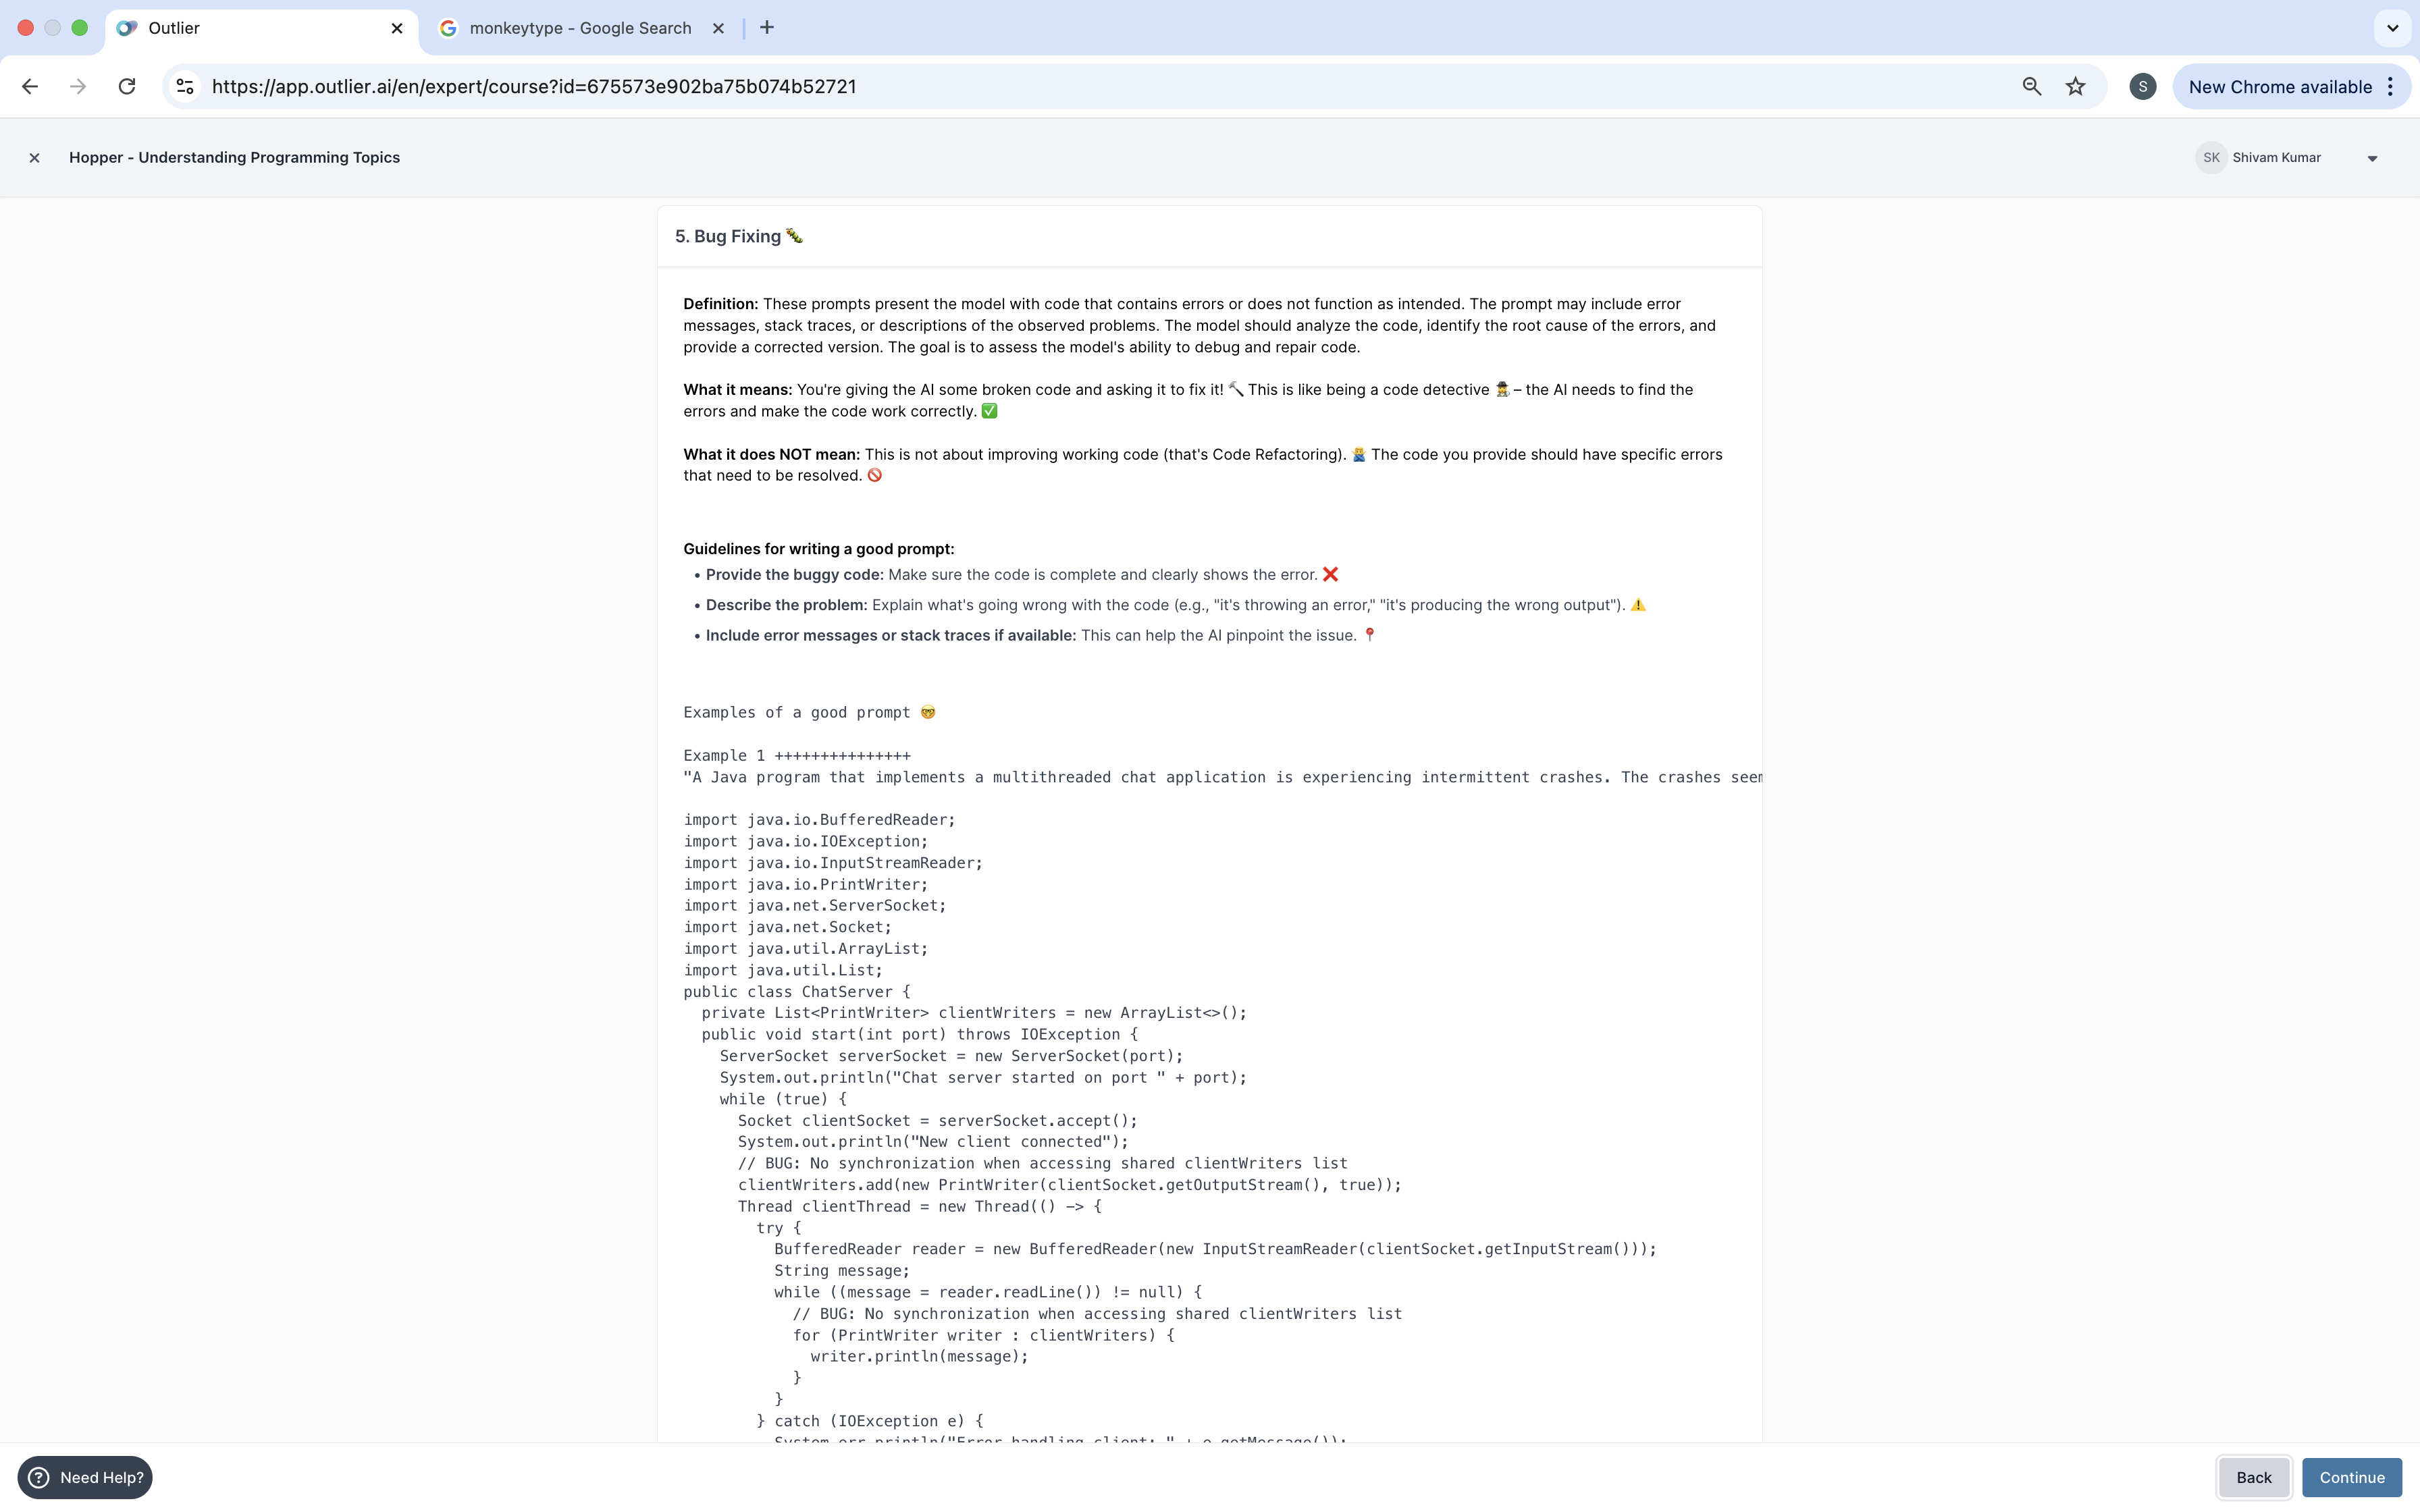 Outlier
monkeytype - Google Search
https://app.outlier.ai/en/expert/course?id=675573e902ba75b074b52721
S
New Chrome available
Hopper - Understanding Programming Topics
SK Shivam Kumar
5. Bug Fixing 🐛
Definition: These prompts present the model with code that contains errors or does not function as intended. The prompt may include error
messages, stack traces, or descriptions of the observed problems. The model should analyze the code, identify the root cause of the errors, and
provide a corrected version. The goal is to assess the model's ability to debug and repair code.
What it means: You're giving the AI some broken code and asking it to fix it! 🔨 This is like being a code detective 🕵️ – the AI needs to find the
errors and make the code work correctly. ✅
What it does NOT mean: This is not about improving working code (that's Code Refactoring). 🙅 The code you provide should have specific errors
that need to be resolved. 🚫
Guidelines for writing a good prompt:
• Provide the buggy code: Make sure the code is complete and clearly shows the error. ❌
• Describe the problem: Explain what's going wrong with the code (e.g., "it's throwing an error," "it's producing the wrong output"). ⚠️
• Include error messages or stack traces if available: This can help the AI pinpoint the issue. 📍
Examples of a good prompt 🤓
Example 1 +++++++++++++++
"A Java program that implements a multithreaded chat application is experiencing intermittent crashes. The crashes seem
import java.io.BufferedReader;
import java.io.IOException;
import java.io.InputStreamReader;
import java.io.PrintWriter;
import java.net.ServerSocket;
import java.net.Socket;
import java.util.ArrayList;
import java.util.List;
public class ChatServer {
  private List<PrintWriter> clientWriters = new ArrayList<>();
  public void start(int port) throws IOException {
    ServerSocket serverSocket = new ServerSocket(port);
    System.out.println("Chat server started on port " + port);
    while (true) {
      Socket clientSocket = serverSocket.accept();
      System.out.println("New client connected");
      // BUG: No synchronization when accessing shared clientWriters list
      clientWriters.add(new PrintWriter(clientSocket.getOutputStream(), true));
      Thread clientThread = new Thread(() -> {
        try {
          BufferedReader reader = new BufferedReader(new InputStreamReader(clientSocket.getInputStream()));
          String message;
          while ((message = reader.readLine()) != null) {
            // BUG: No synchronization when accessing shared clientWriters list
            for (PrintWriter writer : clientWriters) {
              writer.println(message);
            }
          }
        } catch (IOException e) {
          System.err.println("Error handling client: " + e.getMessage());
Need Help?
Back
Continue